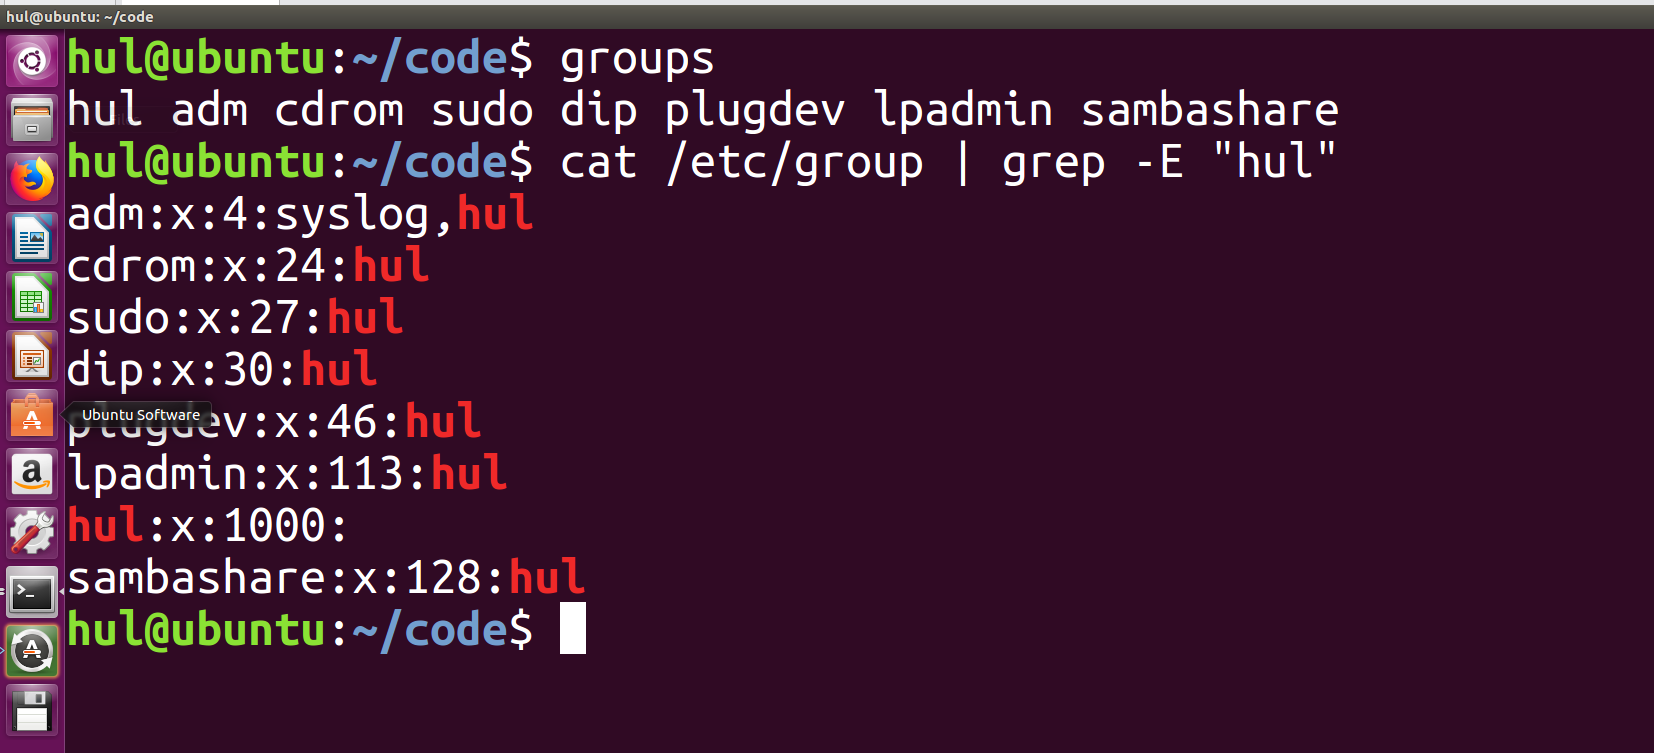 hul@ubuntu: ~/code
hul@ubuntu:~/code$ groups
hul adm cdrom sudo dip plugdev lpadmin sambashare
hul@ubuntu:~/code$ cat /etc/group | grep -E "hul"
adm:x:4:syslog,hul
cdrom:x:24:hul
sudo:x:27:hul
dip:x:30:hul
Ubuntu Software
plugdev:x:46:hul
lpadmin:x:113:hul
hul:x:1000:
sambashare:x:128:hul
hul@ubuntu:~/code$